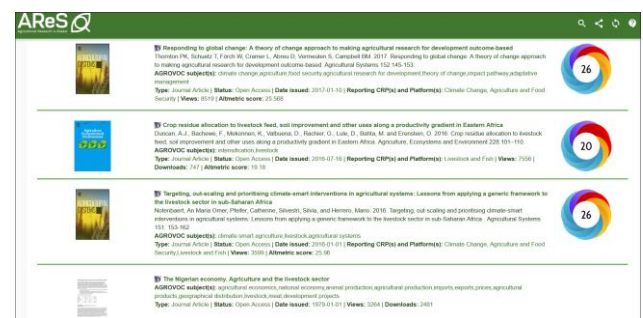 AReS
Responding to global change: A theory of change approach to making agricultural research for development outcome-based
Thornton PK, Schuetz T, Förch W, Cramer L, Abreu D, Vermeulen S, Campbell BM. 2017. Responding to global change: A theory of change approach
to making agricultural research for development outcome-based. Agricultural Systems 152:145-153
AGROVOC subject(s): climate change,agriculture,food security,agricultural research for development,theory of change,impact pathway,adaptive
management
Type: Journal Article | Status: Open Access | Date issued: 2017-01-10 | Reporting CRP(s) and Platform(s): Climate Change, Agriculture and Food
Security | Views: 8519 | Altmetric score: 25.568
26
Crop residue allocation to livestock feed, soil improvement and other uses along a productivity gradient in Eastern Africa
Duncan, A.J., Bachewe, F., Mekonnen, K., Valbuena, D., Rachier, G., Lule, D., Bahta, M. and Erenstein, O. 2016. Crop residue allocation to livestock
feed, soil improvement and other uses along a productivity gradient in Eastern Africa. Agriculture, Ecosystems and Environment 228:101-110
AGROVOC subject(s): intensification,livestock
Type: Journal Article | Status: Open Access | Date issued: 2016-07-16 | Reporting CRP(s) and Platform(s): Livestock and Fish | Views: 7556 |
Downloads: 747 | Altmetric score: 19.18
20
Targeting, out-scaling and prioritising climate-smart interventions in agricultural systems: Lessons from applying a generic framework to
the livestock sector in sub-Saharan Africa
Notenbaert, An Maria Omer, Pfeifer, Catherine, Silvestri, Silvia, and Herrero, Mario. 2016. Targeting, out-scaling and prioritising climate-smart
interventions in agricultural systems: Lessons from applying a generic framework to the livestock sector in sub-Saharan Africa . Agricultural Systems
151: 153-162
AGROVOC subject(s): climate-smart agriculture,livestock,agricultural systems
Type: Journal Article | Status: Open Access | Date issued: 2016-01-01 | Reporting CRP(s) and Platform(s): Climate Change, Agriculture and Food
Security,Livestock and Fish | Views: 3599 | Altmetric score: 25.96
26
The Nigerian economy. Agriculture and the livestock sector
AGROVOC subject(s): agricultural economics,national economy,animal production,agricultural production,imports,exports,prices,agricultural
products,geographical distribution,livestock,meat,development projects
Type: Journal Article | Status: Open Access | Date issued: 1979-01-01 | Views: 3264 | Downloads: 2481